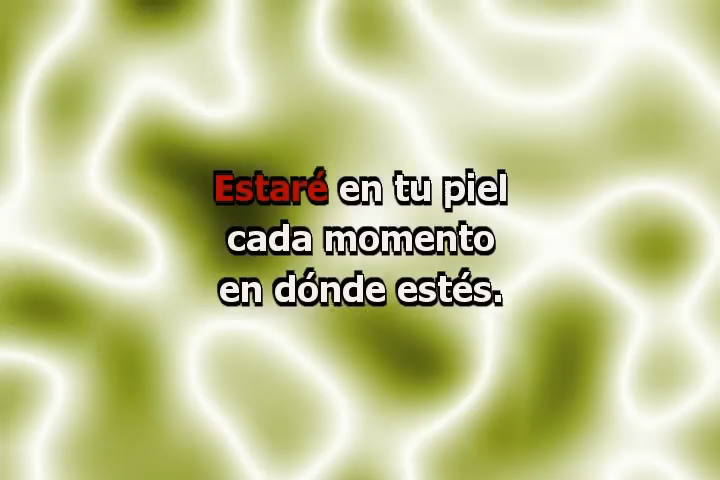 Estaré en tu piel
cada momento
en dónde estés.